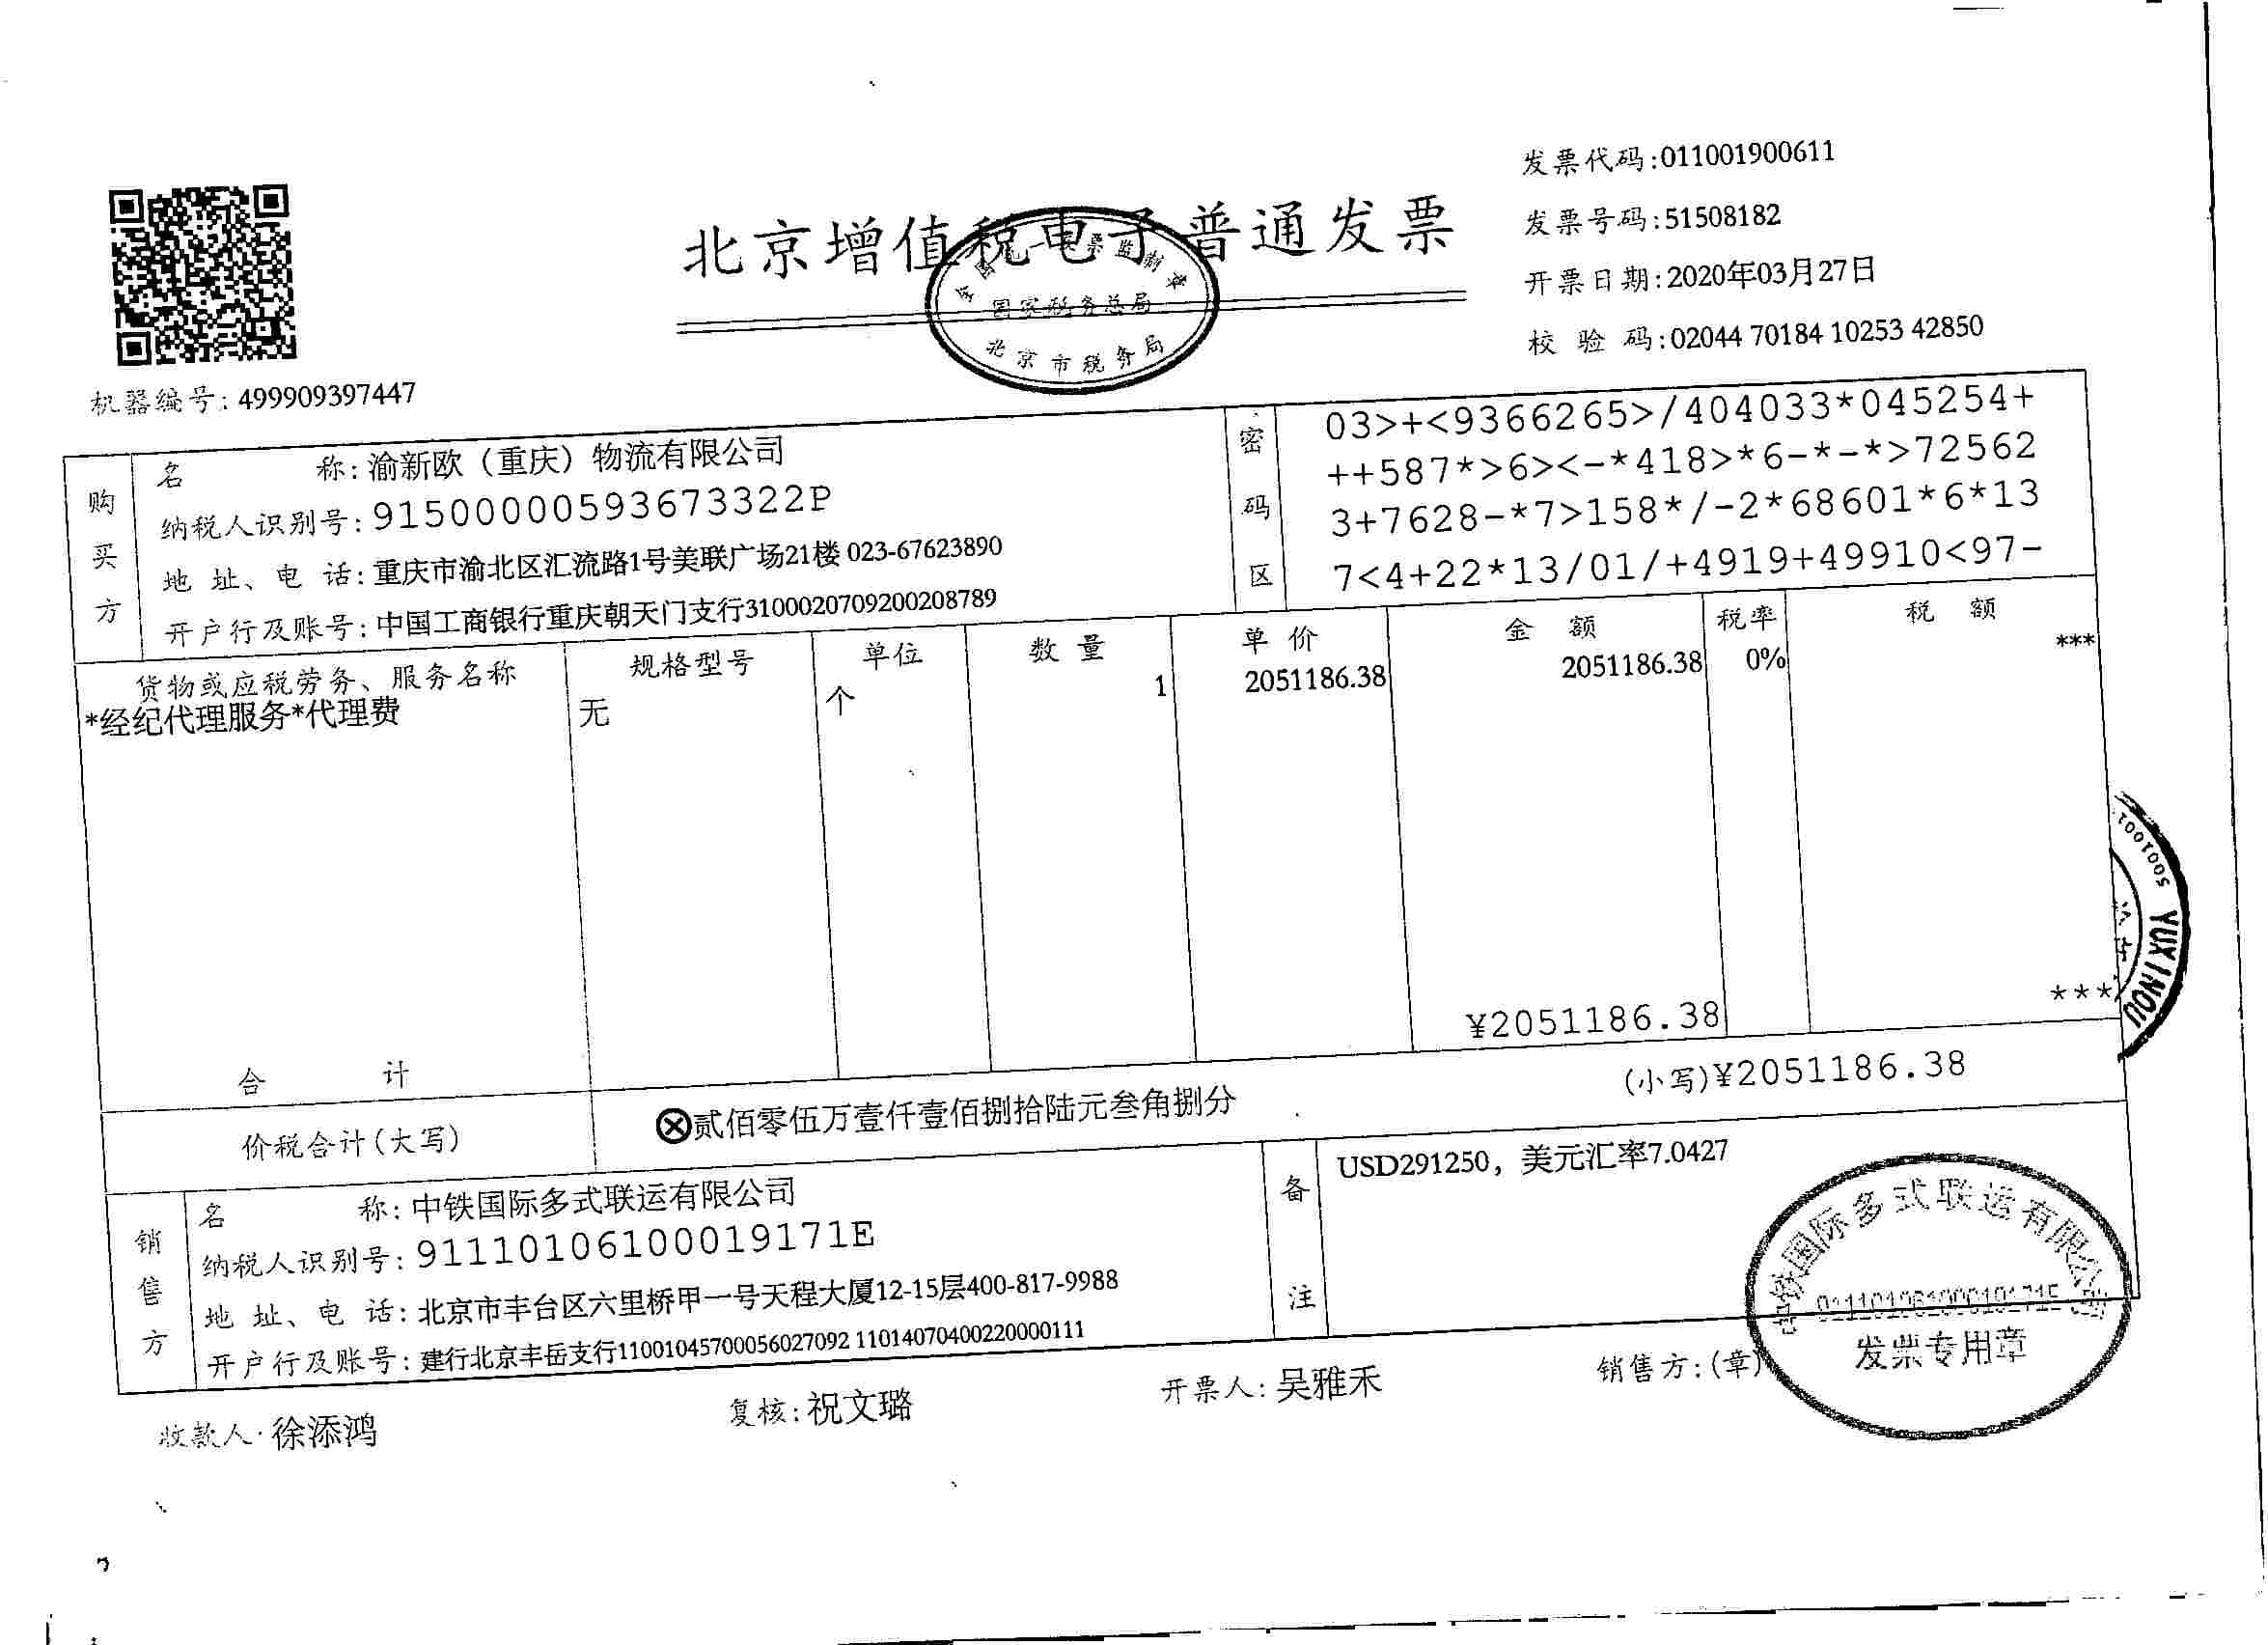 发票代码:011001900611
北京增值税电子普通发票
发票号码:51508182
开票日期:2020年03月27日
校 验 码:02044 70184 10253 42850
全国统一发票监制章
国家税务总局
北京市税务局
机器编号:499909397447
购买方
名 称:渝新欧（重庆）物流有限公司
纳税人识别号:91500000593673322P
地 址、电 话:重庆市渝北区汇流路1号美联广场21楼 023-67623890
开户行及账号:中国工商银行重庆朝天门支行3100020709200208789
密码区
03>+<9366265>/404033*045254+
++587*>6><-*418>*6-*-*>72562
3+7628-*7>158*/-2*68601*6*13
7<4+22*13/01/+4919+49910<97-
货物或应税劳务、服务名称 规格型号 单位 数 量 单 价 金 额 税率 税 额
*经纪代理服务*代理费 无 个 1 2051186.38 2051186.38 0% ***
合 计 ¥2051186.38 ***
价税合计(大写) ⊗贰佰零伍万壹仟壹佰捌拾陆元叁角捌分 (小写)¥2051186.38
销售方
名 称:中铁国际多式联运有限公司
纳税人识别号:91110106100019171E
地 址、电 话:北京市丰台区六里桥甲一号天程大厦12-15层400-817-9988
开户行及账号:建行北京丰岳支行11001045700056027092 11014070400220000111
备注
USD291250，美元汇率7.0427
收款人:徐添鸿 复核:祝文璐 开票人:吴雅禾 销售方:(章)
中铁国际多式联运有限公司
发票专用章
YUXINOU